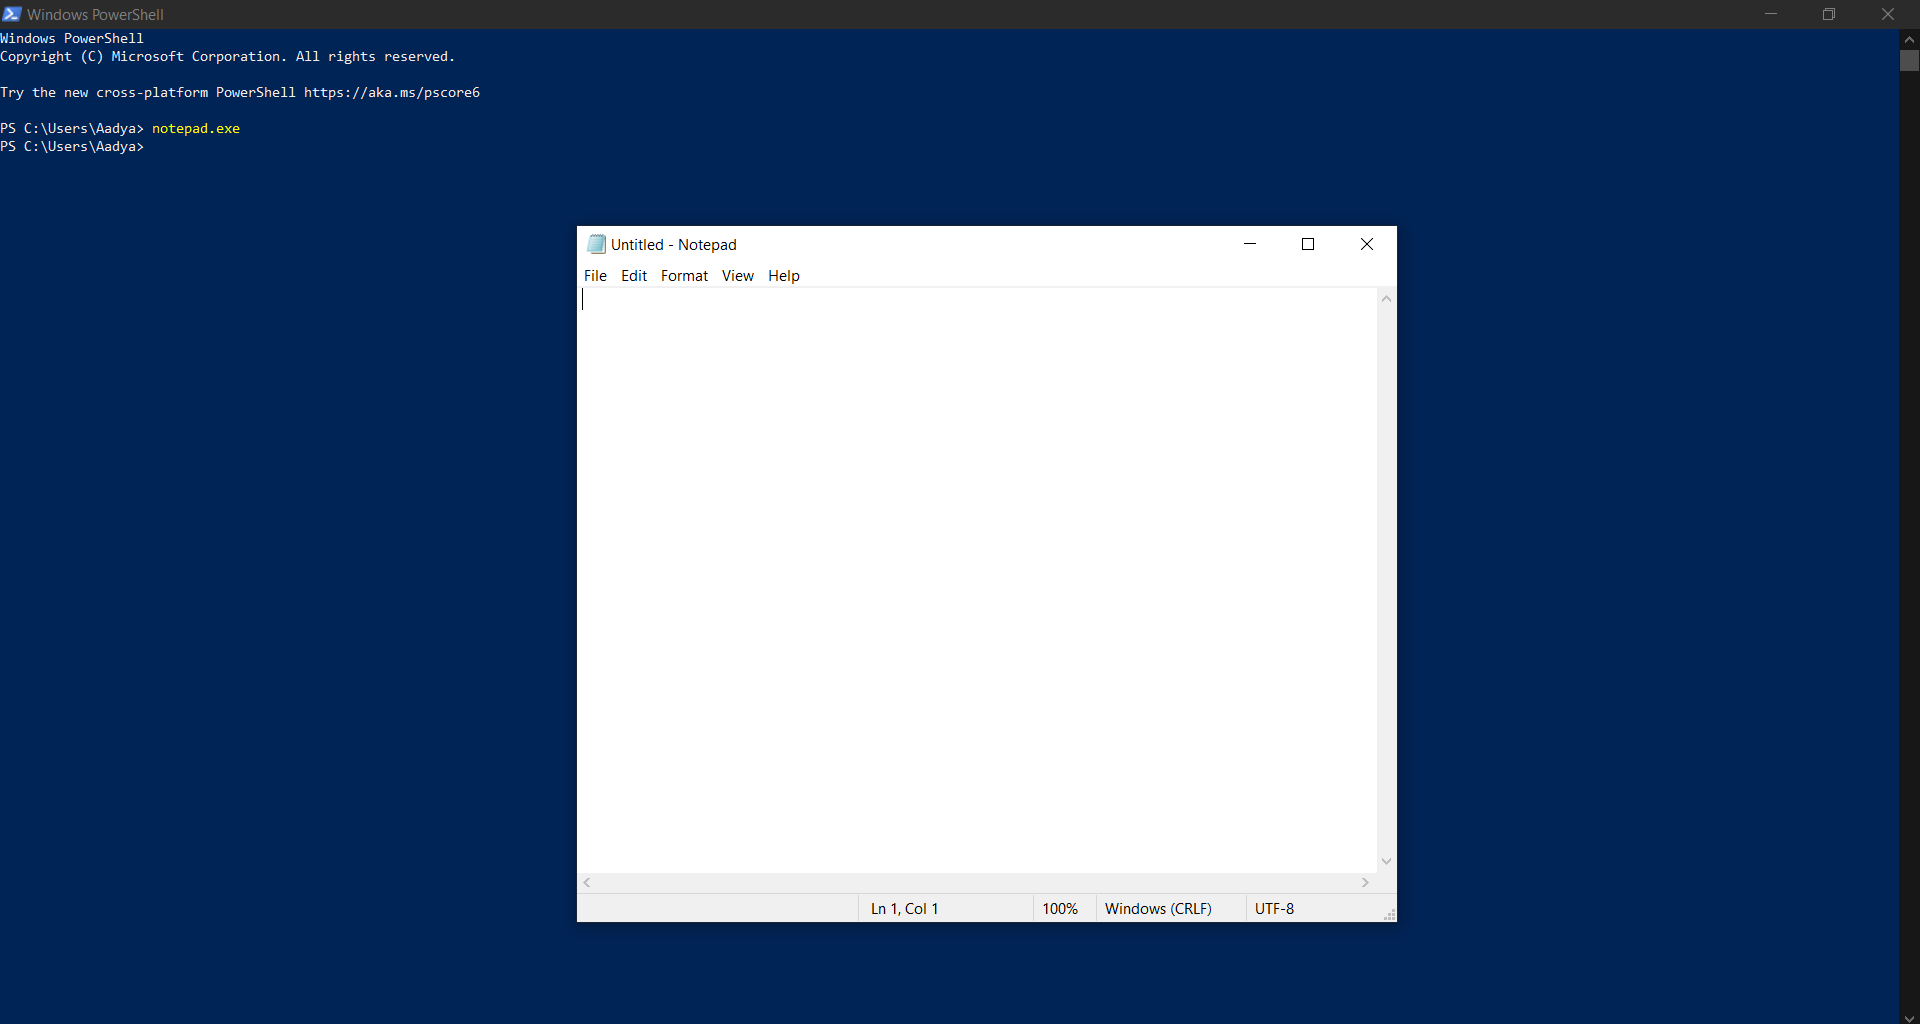 Windows PowerShell
Windows PowerShell
Copyright (C) Microsoft Corporation. All rights reserved.
Try the new cross-platform PowerShell https://aka.ms/pscore6
PS C:\Users\Aadya> notepad.exe
PS C:\Users\Aadya>
Untitled - Notepad
File Edit Format View Help
Ln 1, Col 1 100% Windows (CRLF) UTF-8